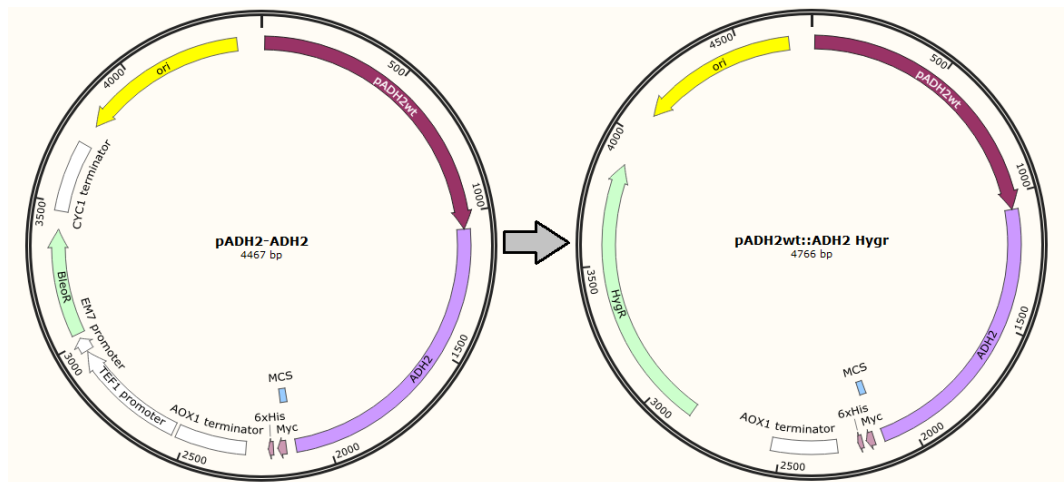 ori
pADH2wt
ADH2
MCS
6xHis
Myc
AOX1 terminator
TEF1 promoter
EM7 promoter
BleoR
CYC1 terminator
500
1000
1500
2000
2500
3000
3500
4000
pADH2-ADH2
4467 bp
ori
pADH2wt
ADH2
MCS
6xHis
Myc
AOX1 terminator
HygR
500
1000
1500
2000
2500
3000
3500
4000
4500
pADH2wt::ADH2 Hygr
4766 bp